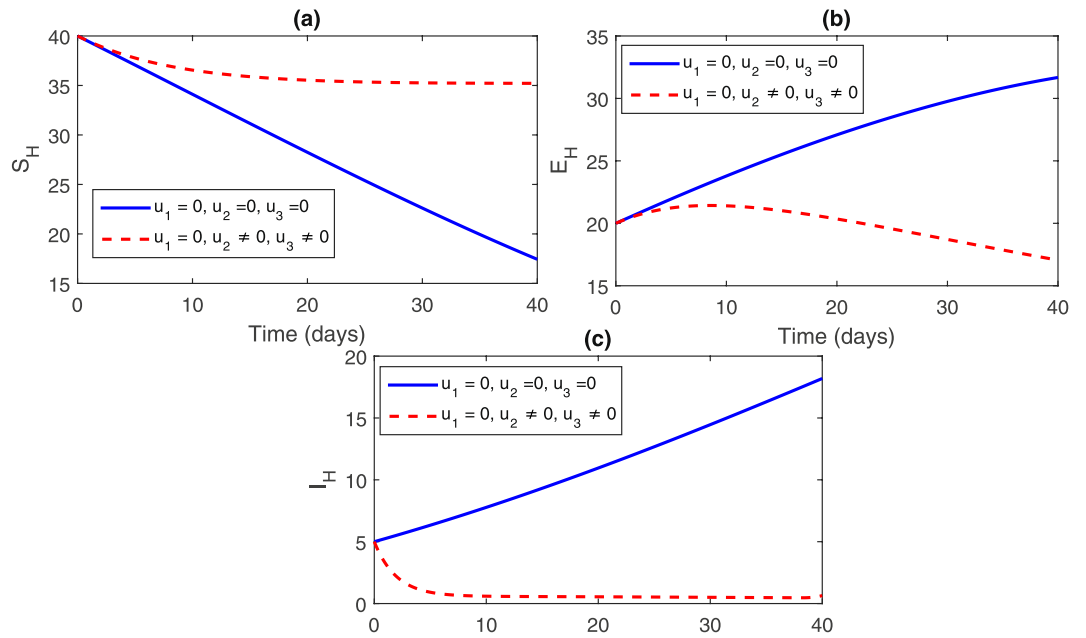 (a)
40
35
30
25
20
15
S_H
u_1 = 0, u_2 =0, u_3 =0
u_1 = 0, u_2 ≠ 0, u_3 ≠ 0
0 10 20 30 40
Time (days)
(b)
35
30
25
20
15
E_H
u_1 = 0, u_2 =0, u_3 =0
u_1 = 0, u_2 ≠ 0, u_3 ≠ 0
0 10 20 30 40
Time (days)
(c)
20
15
10
5
0
I_H
u_1 = 0, u_2 =0, u_3 =0
u_1 = 0, u_2 ≠ 0, u_3 ≠ 0
0 10 20 30 40